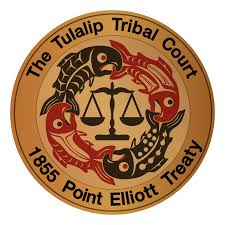 The Tulalip Tribal Court
1855 Point Elliott Treaty